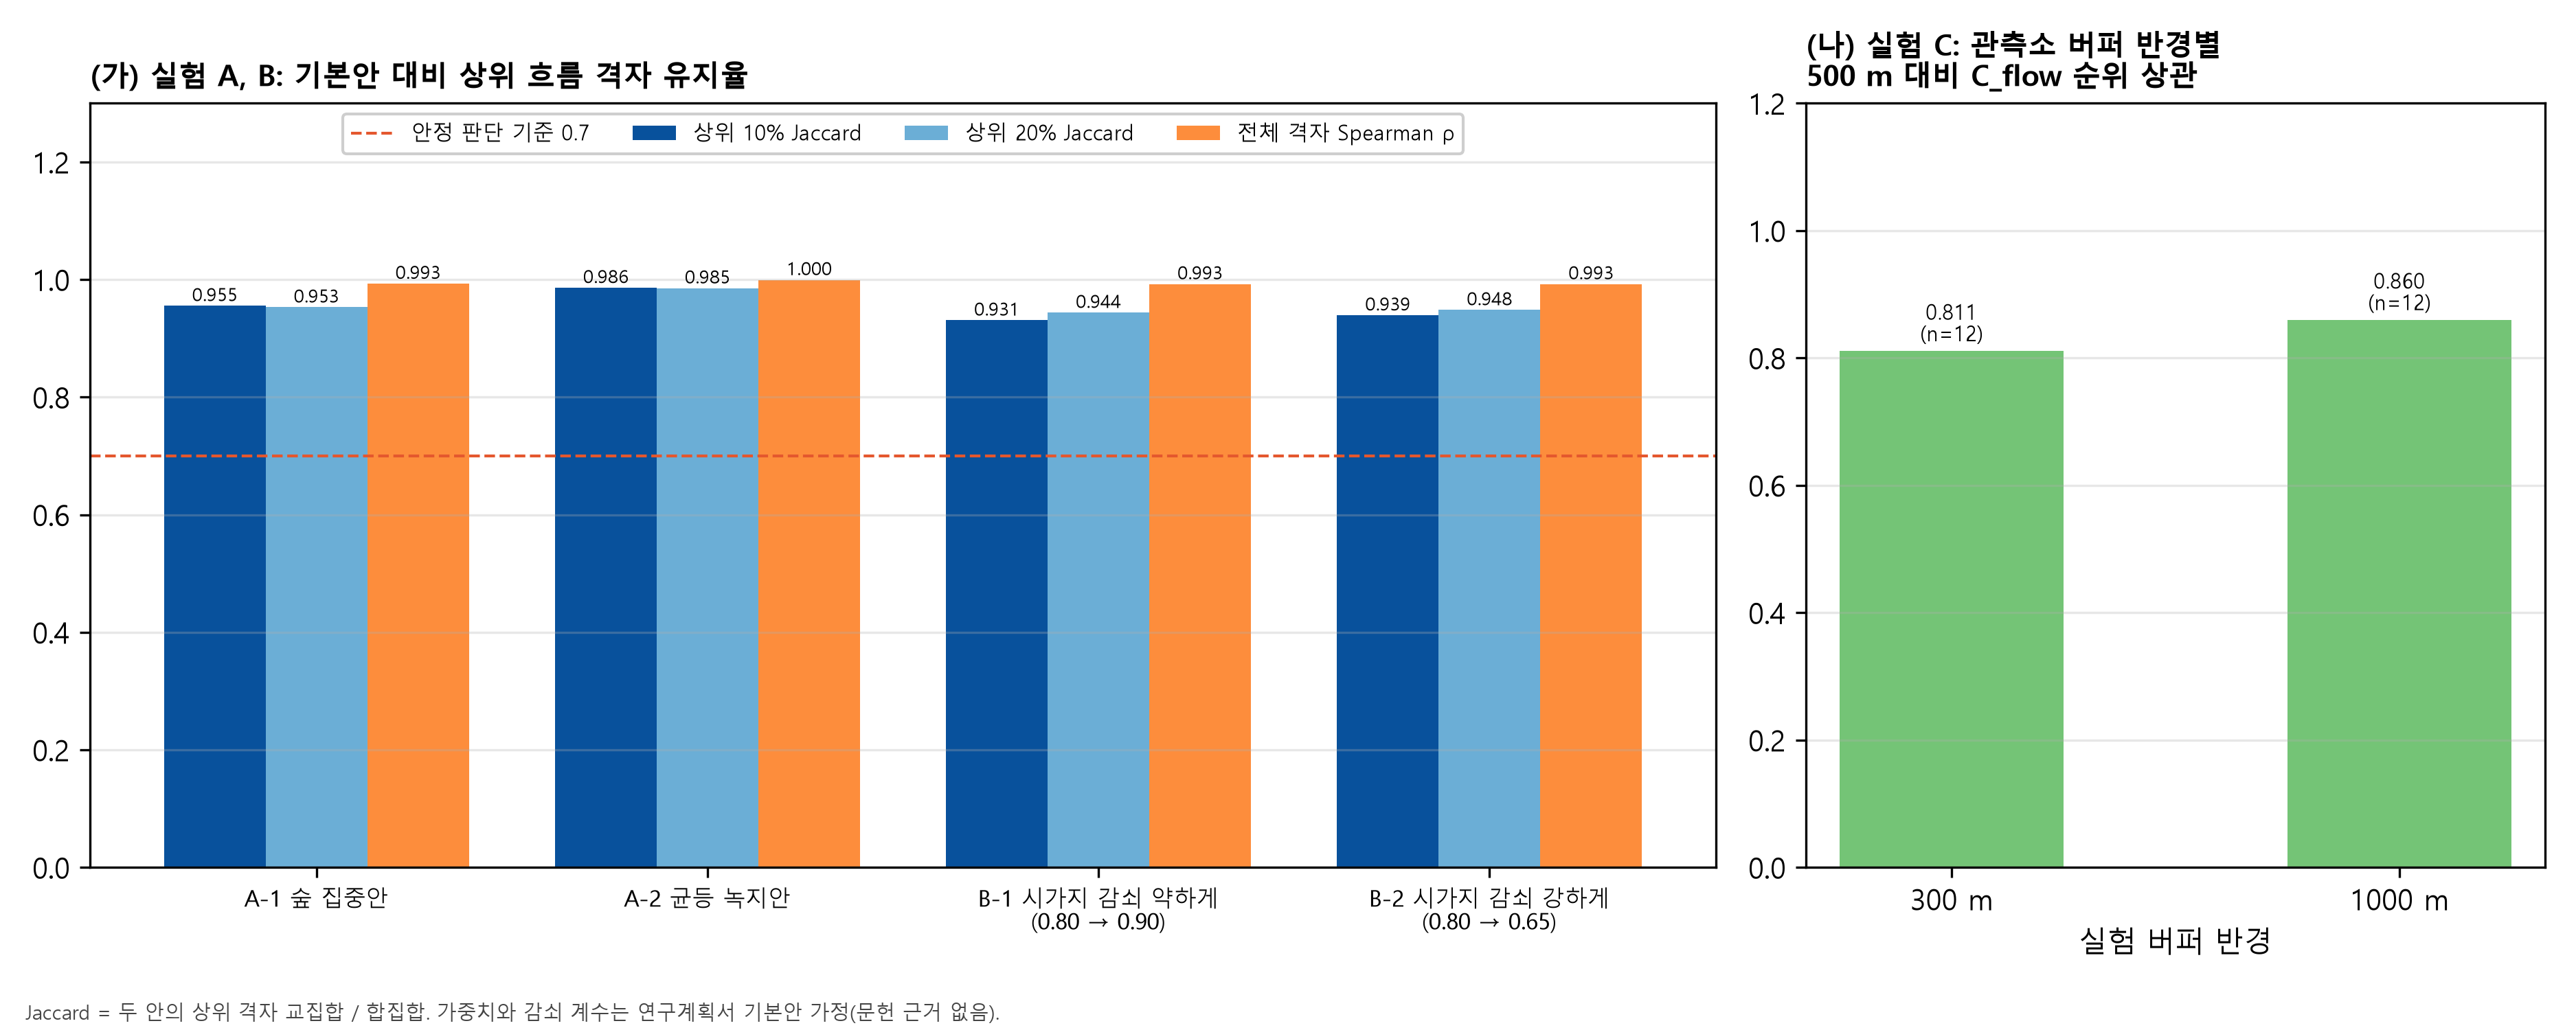 (가) 실험 A, B: 기본안 대비 상위 흐름 격자 유지율
안정 판단 기준 0.7
상위 10% Jaccard
상위 20% Jaccard
전체 격자 Spearman ρ
1.2
1.0
0.8
0.6
0.4
0.2
0.0
0.955
0.953
0.993
0.986
0.985
1.000
0.931
0.944
0.993
0.939
0.948
0.993
A-1 숲 집중안
A-2 균등 녹지안
B-1 시가지 감쇠 약하게
(0.80 → 0.90)
B-2 시가지 감쇠 강하게
(0.80 → 0.65)
(나) 실험 C: 관측소 버퍼 반경별
500 m 대비 C_flow 순위 상관
1.2
1.0
0.8
0.6
0.4
0.2
0.0
0.811
(n=12)
0.860
(n=12)
300 m
1000 m
실험 버퍼 반경
Jaccard = 두 안의 상위 격자 교집합 / 합집합. 가중치와 감쇠 계수는 연구계획서 기본안 가정(문헌 근거 없음).